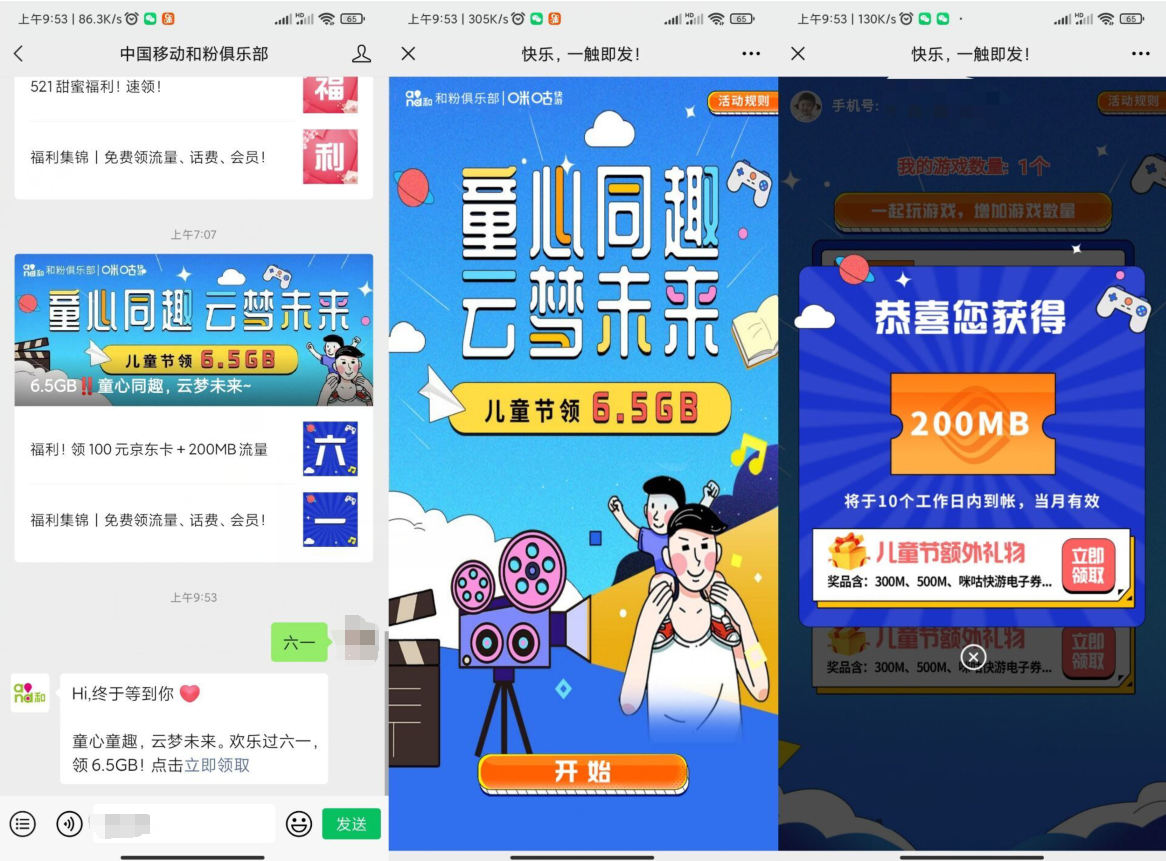 上午9:53 | 86.3K/s
HD
65
中国移动和粉俱乐部
521甜蜜福利！速领！
福
福利集锦丨免费领流量、话费、会员！
利
上午7:07
和粉俱乐部|咪咕快游
童心同趣 云梦未来
儿童节领 6.5GB
6.5GB‼️童心同趣，云梦未来~
福利！领100元京东卡+200MB流量
六
福利集锦丨免费领流量、话费、会员！
一
上午9:53
六一
and和
Hi,终于等到你
童心童趣，云梦未来。欢乐过六一，
领6.5GB！点击立即领取
发送
上午9:53 | 305K/s
HD
65
快乐，一触即发！
and和 和粉俱乐部|咪咕快游
活动规则
童心同趣
云梦未来
儿童节领 6.5GB
开始
上午9:53 | 130K/s
HD
65
快乐，一触即发！
手机号:
活动规则
我的游戏数量: 1个
一起玩游戏，增加游戏数量
恭喜您获得
200MB
将于10个工作日内到帐，当月有效
儿童节额外礼物
奖品含：300M、500M、咪咕快游电子券...
立即
领取
儿童节额外礼物
奖品含：300M、500M、咪咕快游电子券...
立即
领取